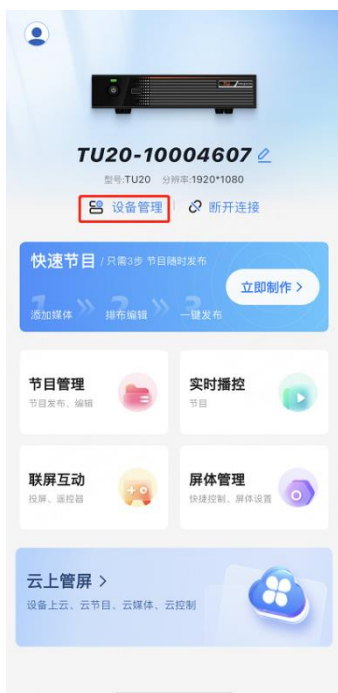 TU20-10004607
型号:TU20 分辨率:1920*1080
设备管理 断开连接
快速节目 / 只需3步 节目随时发布
立即制作 >
1 2 3
添加媒体 排布编辑 一键发布
节目管理 实时播控
节目发布、编辑 节目
联屏互动 屏体管理
投屏、遥控器 快捷控制、屏体设置
云上管屏 >
设备上云、云节目、云媒体、云控制